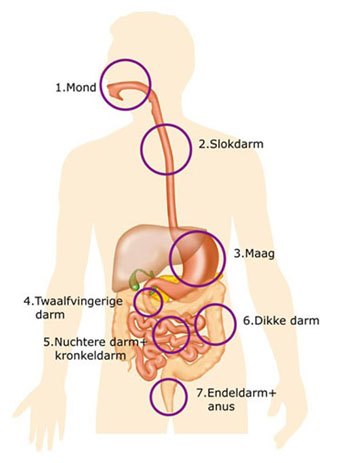 1.Mond
2.Slokdarm
3.Maag
4.Twaalfvingerige
darm
5.Nuchtere darm+
kronkeldarm
6.Dikke darm
7.Endeldarm+
anus